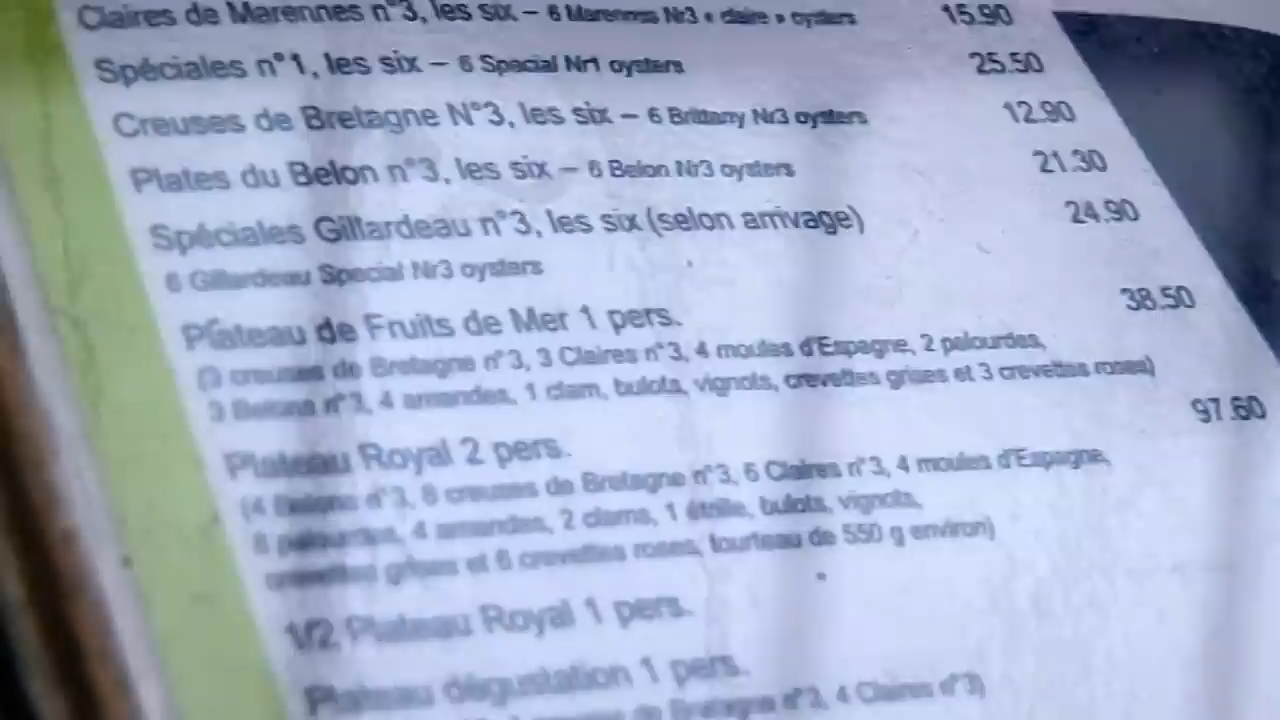 Claires de Marennes n°3, les six – 6 Marennes Nr3 « claire » oysters 15.90
Spéciales n°1, les six – 6 Special Nr1 oysters 25.50
Creuses de Bretagne N°3, les six – 6 Brittany Nr3 oysters 12.90
Plates du Belon n°3, les six – 6 Belon Nr3 oysters 21.30
Spéciales Gillardeau n°3, les six (selon arrivage) 24.90
6 Gillardeau Special Nr3 oysters
Plateau de Fruits de Mer 1 pers. 38.50
creuses de Bretagne n°3, 3 Claires n°3, 4 moules d'Espagne, 2 palourdes,
3 Belons n°3, 4 amandes, 1 clam, bulots, vignots, crevettes grises et 3 crevettes roses)
Plateau Royal 2 pers. 97.60
(4 Belons n°3, 8 creuses de Bretagne n°3, 6 Claires n°3, 4 moules d'Espagne,
palourdes, 4 amandes, 2 clams, 1 étoile, bulots, vignots,
crevettes grises et 6 crevettes roses, tourteau de 550 g environ)
1/2 Plateau Royal 1 pers.
Plateau dégustation 1 pers.
creuses de Bretagne n°3, 4 Claires n°3)